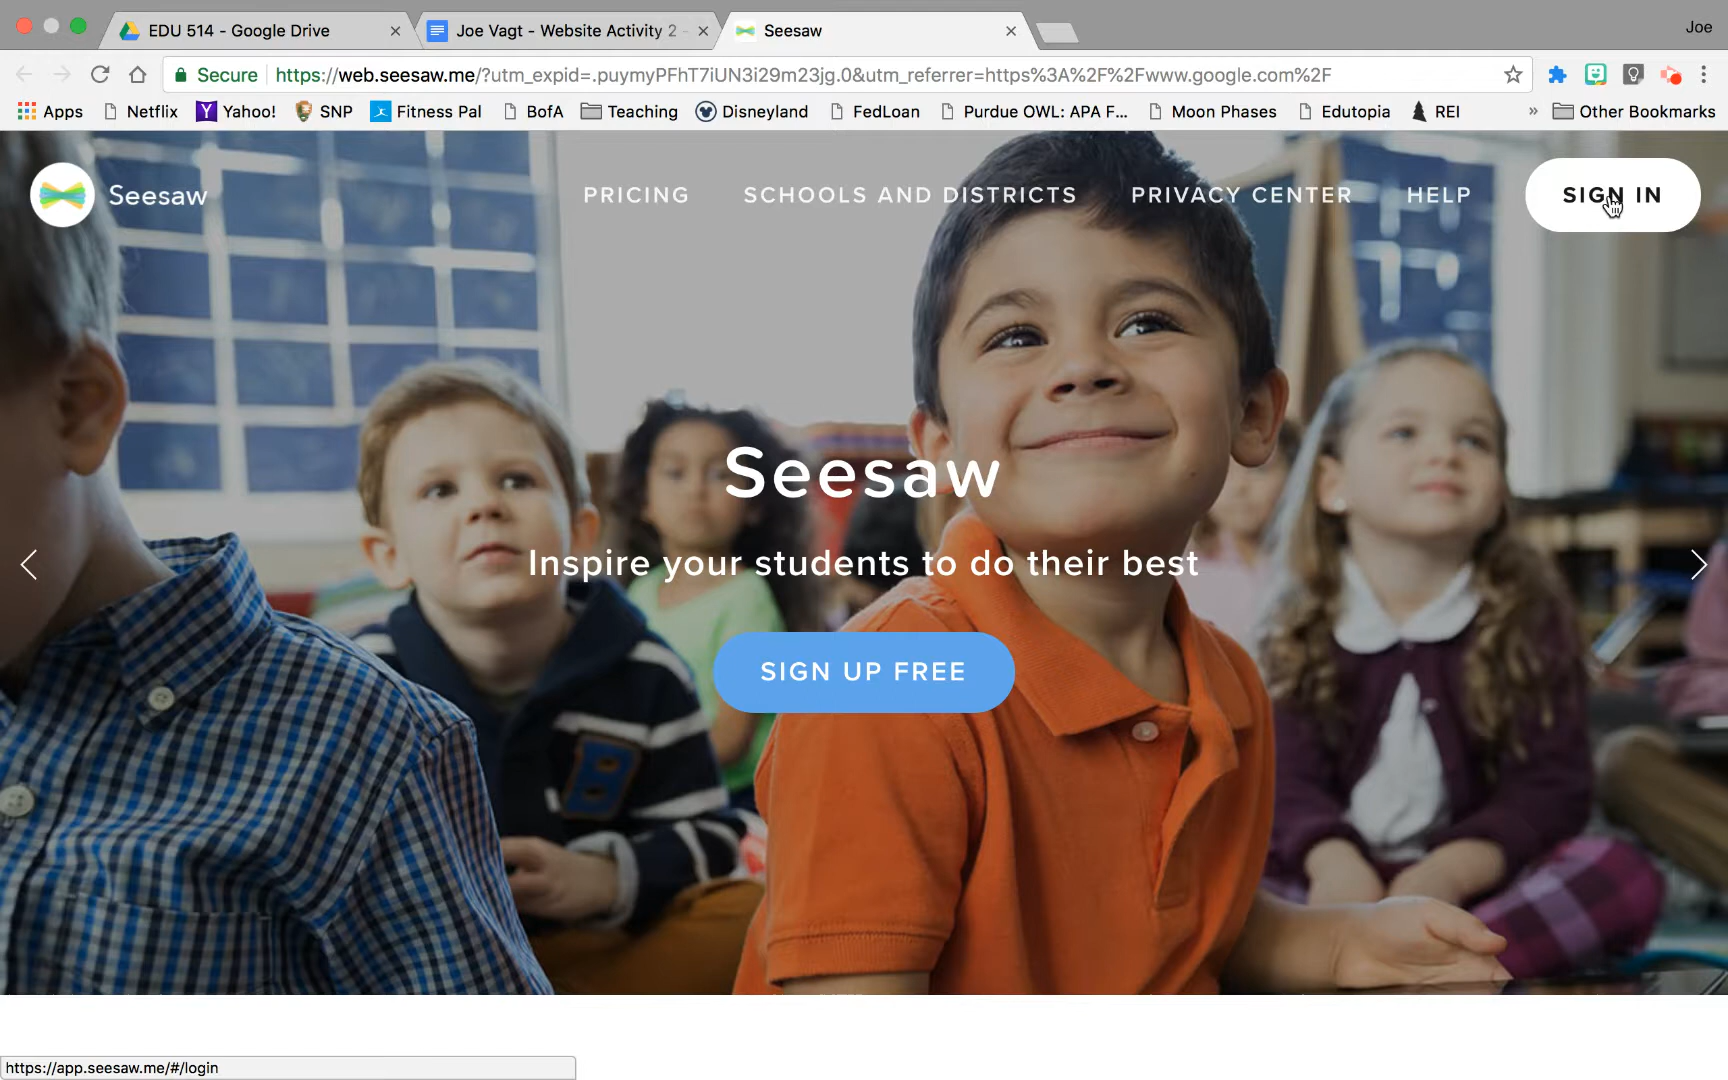 EDU 514 - Google Drive
Joe Vagt - Website Activity 2 -
Seesaw
Joe
Secure
https://web.seesaw.me/?utm_expid=.puymyPFhT7iUN3i29m23jg.0&utm_referrer=https%3A%2F%2Fwww.google.com%2F
Apps Netflix Yahoo! SNP Fitness Pal BofA Teaching Disneyland FedLoan Purdue OWL: APA F... Moon Phases Edutopia REI » Other Bookmarks
Seesaw
PRICING SCHOOLS AND DISTRICTS PRIVACY CENTER HELP SIGN IN
Seesaw
Inspire your students to do their best
SIGN UP FREE
B
https://app.seesaw.me/#/login